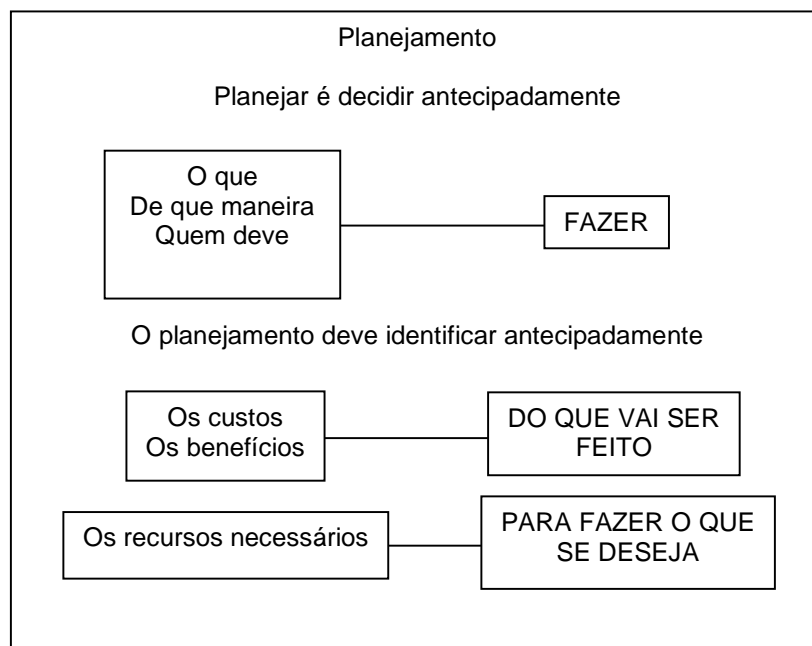 Planejamento
Planejar é decidir antecipadamente
O que
De que maneira
Quem deve
FAZER
O planejamento deve identificar antecipadamente
Os custos
Os benefícios
DO QUE VAI SER
FEITO
Os recursos necessários
PARA FAZER O QUE
SE DESEJA